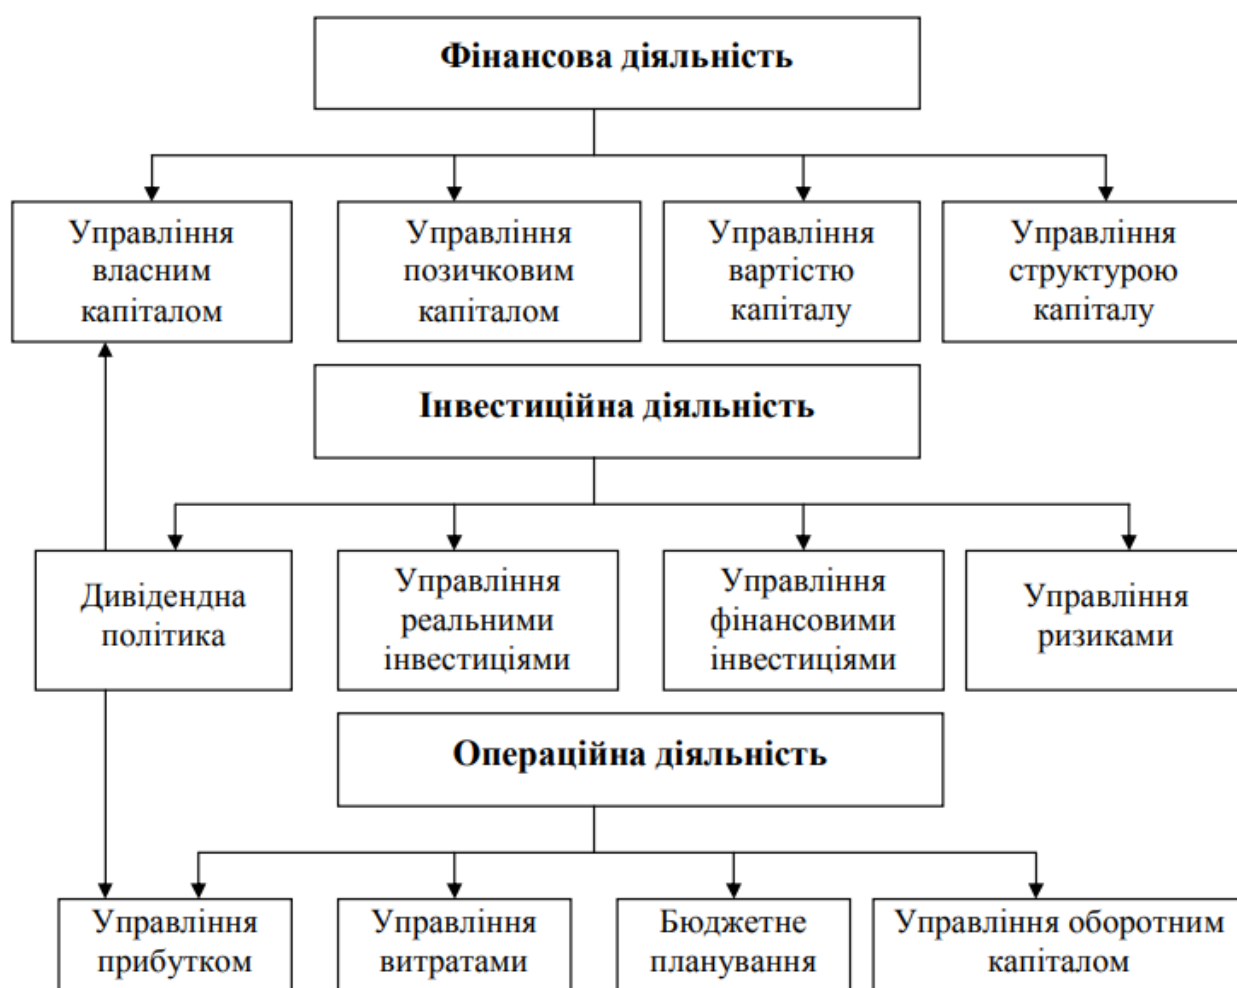 Фінансова діяльність
Управління
власним
капіталом
Управління
позичковим
капіталом
Управління
вартістю
капіталу
Управління
структурою
капіталу
Інвестиційна діяльність
Дивідендна
політика
Управління
реальними
інвестиціями
Управління
фінансовими
інвестиціями
Управління
ризиками
Операційна діяльність
Управління
прибутком
Управління
витратами
Бюджетне
планування
Управління оборотним
капіталом